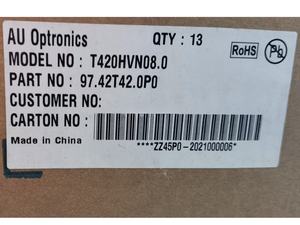 AU Optronics QTY : 13
MODEL NO : T420HVN08.0
RoHS
PART NO : 97.42T42.0P0
CUSTOMER NO:
CARTON NO :
Made in China
****ZZ45P0-2021000006*